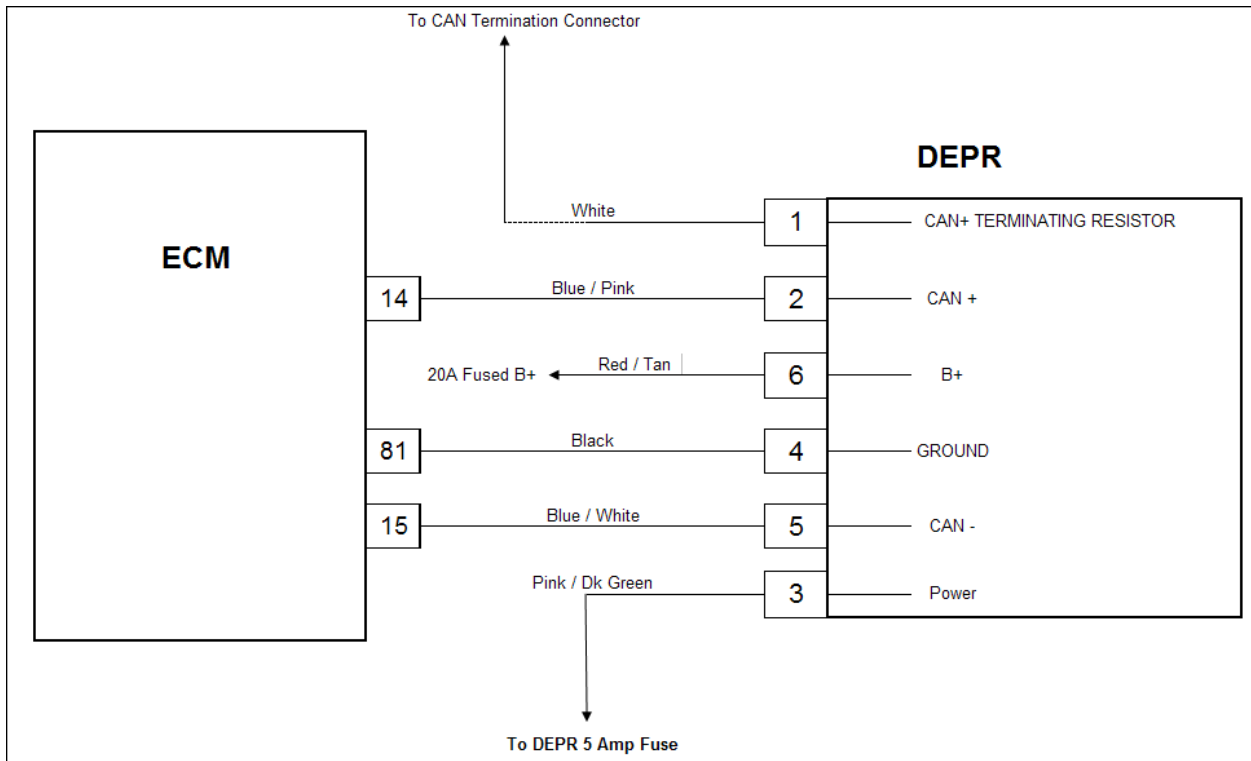 To CAN Termination Connector
DEPR
White
1
CAN+ TERMINATING RESISTOR
ECM
14
Blue / Pink
2
CAN +
20A Fused B+
Red / Tan
6
B+
81
Black
4
GROUND
15
Blue / White
5
CAN -
Pink / Dk Green
3
Power
To DEPR 5 Amp Fuse